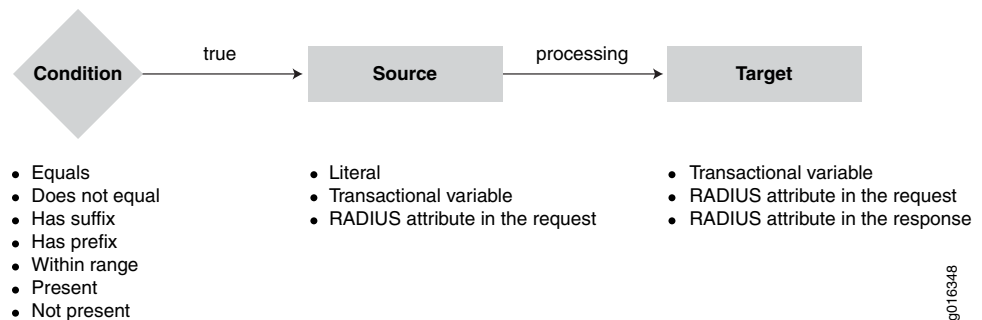 true
processing
Condition
Source
Target
• Equals
• Does not equal
• Has suffix
• Has prefix
• Within range
• Present
• Not present
• Literal
• Transactional variable
• RADIUS attribute in the request
• Transactional variable
• RADIUS attribute in the request
• RADIUS attribute in the response
g016348